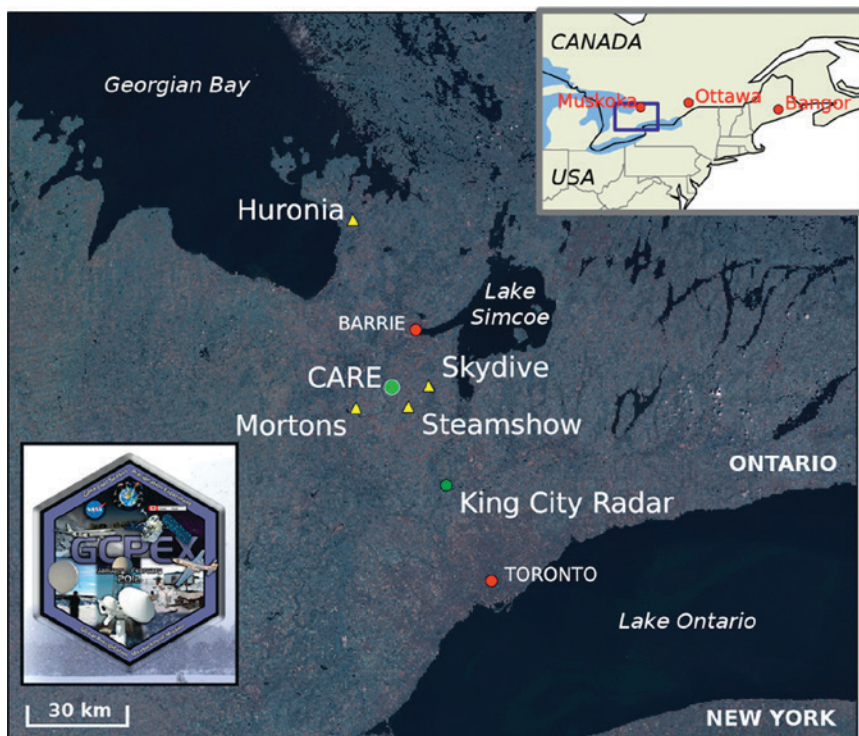 Georgian Bay
CANADA
Muskoka
Ottawa
Bangor
USA
Huronia
Lake
Simcoe
BARRIE
CARE
Skydive
Mortons
Steamshow
ONTARIO
King City Radar
NASA
GCPEX
TORONTO
Lake Ontario
30 km
NEW YORK